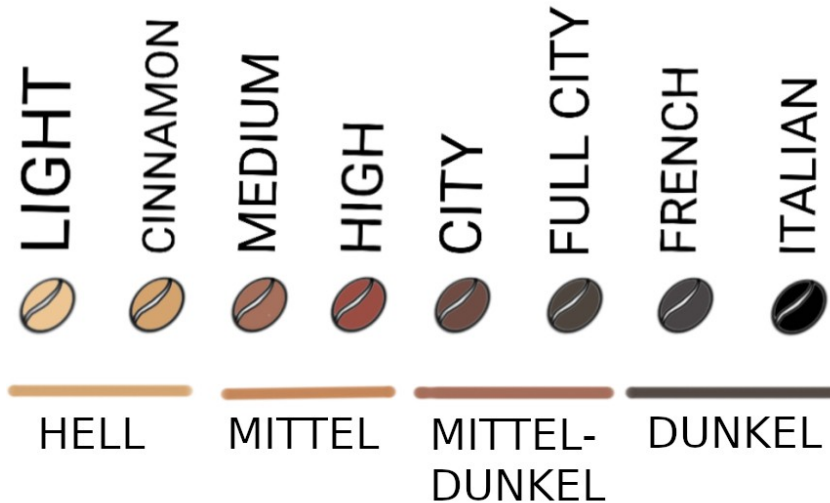 LIGHT
CINNAMON
MEDIUM
HIGH
CITY
FULL CITY
FRENCH
ITALIAN
HELL
MITTEL
MITTEL-
DUNKEL
DUNKEL